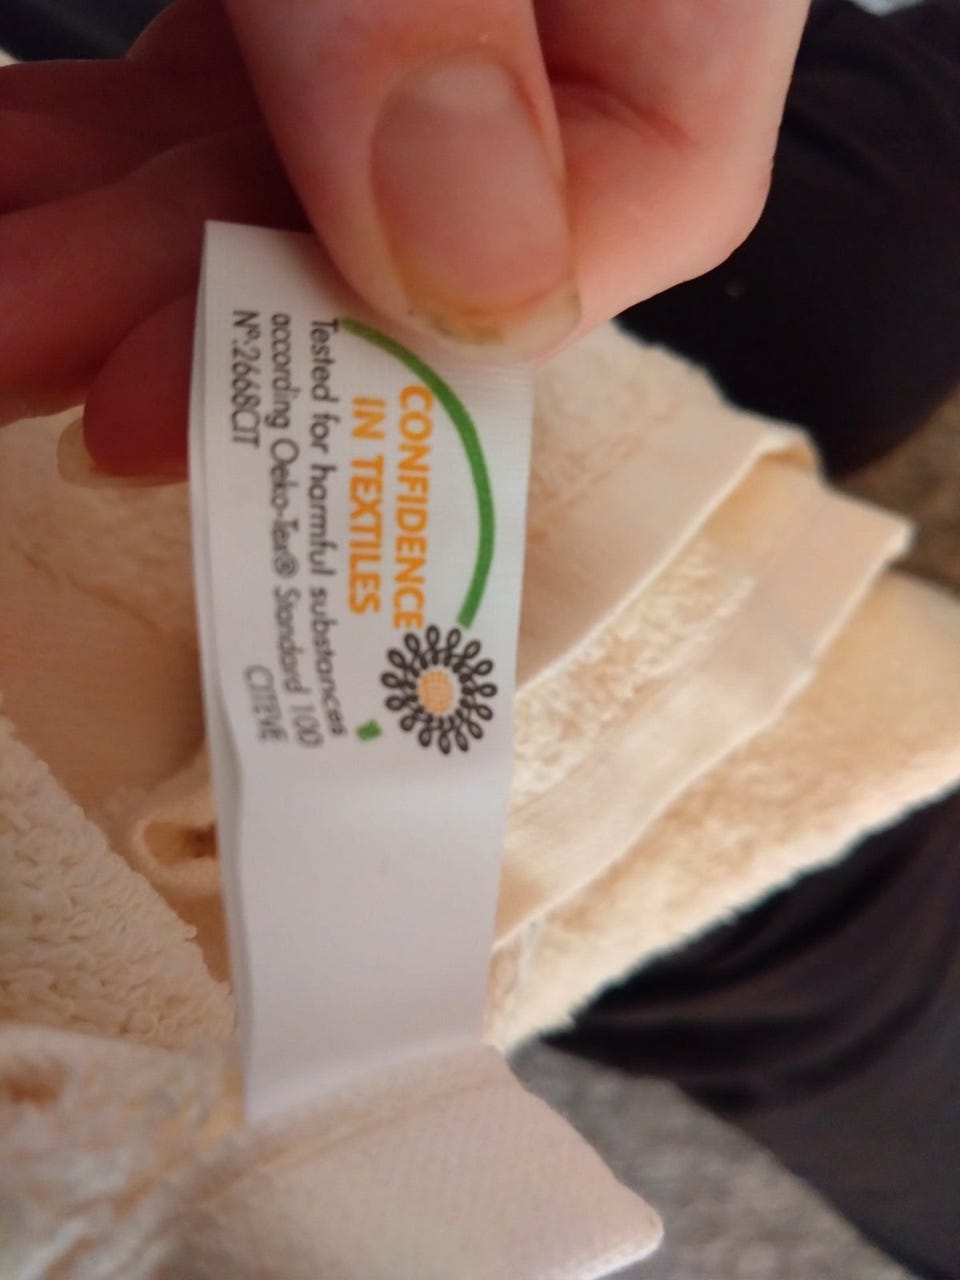 CONFIDENCE
IN TEXTILES
Tested for harmful substances
according Oeko-Tex® Standard 100
Nº.2668CIT CITEVE